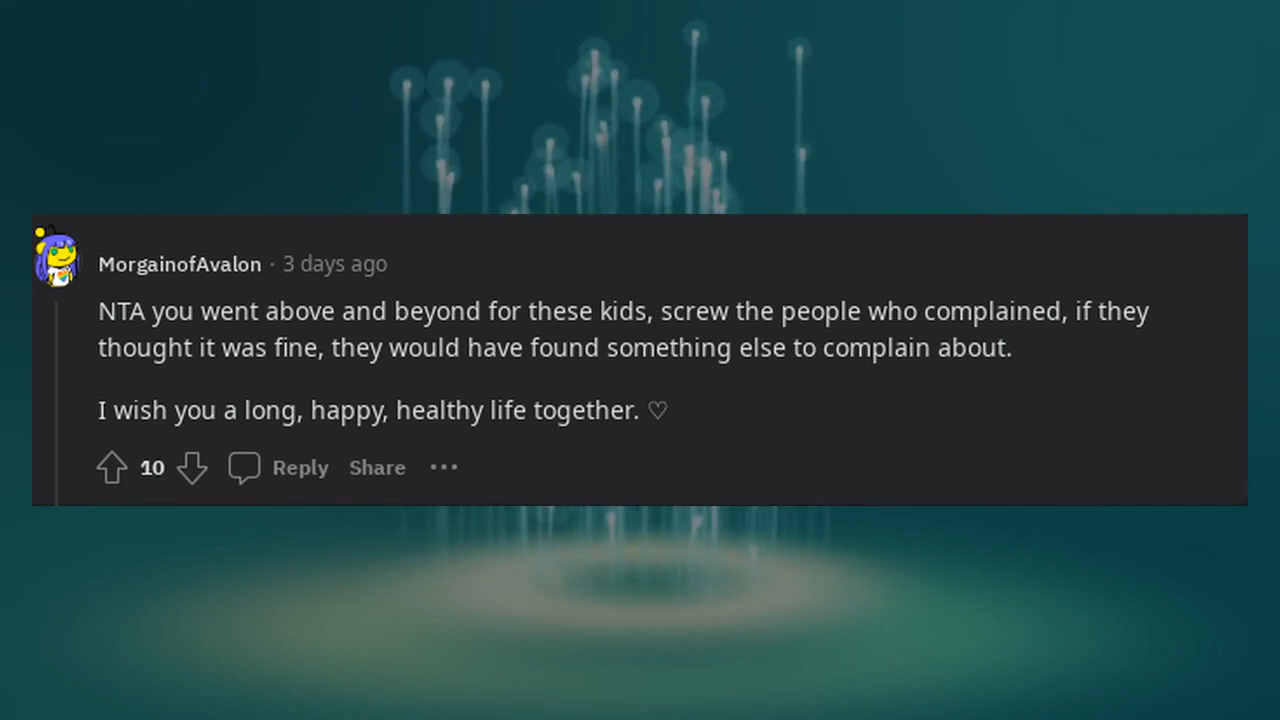 MorgainofAvalon · 3 days ago
NTA you went above and beyond for these kids, screw the people who complained, if they
thought it was fine, they would have found something else to complain about.
I wish you a long, happy, healthy life together. ♡
10 Reply Share ···